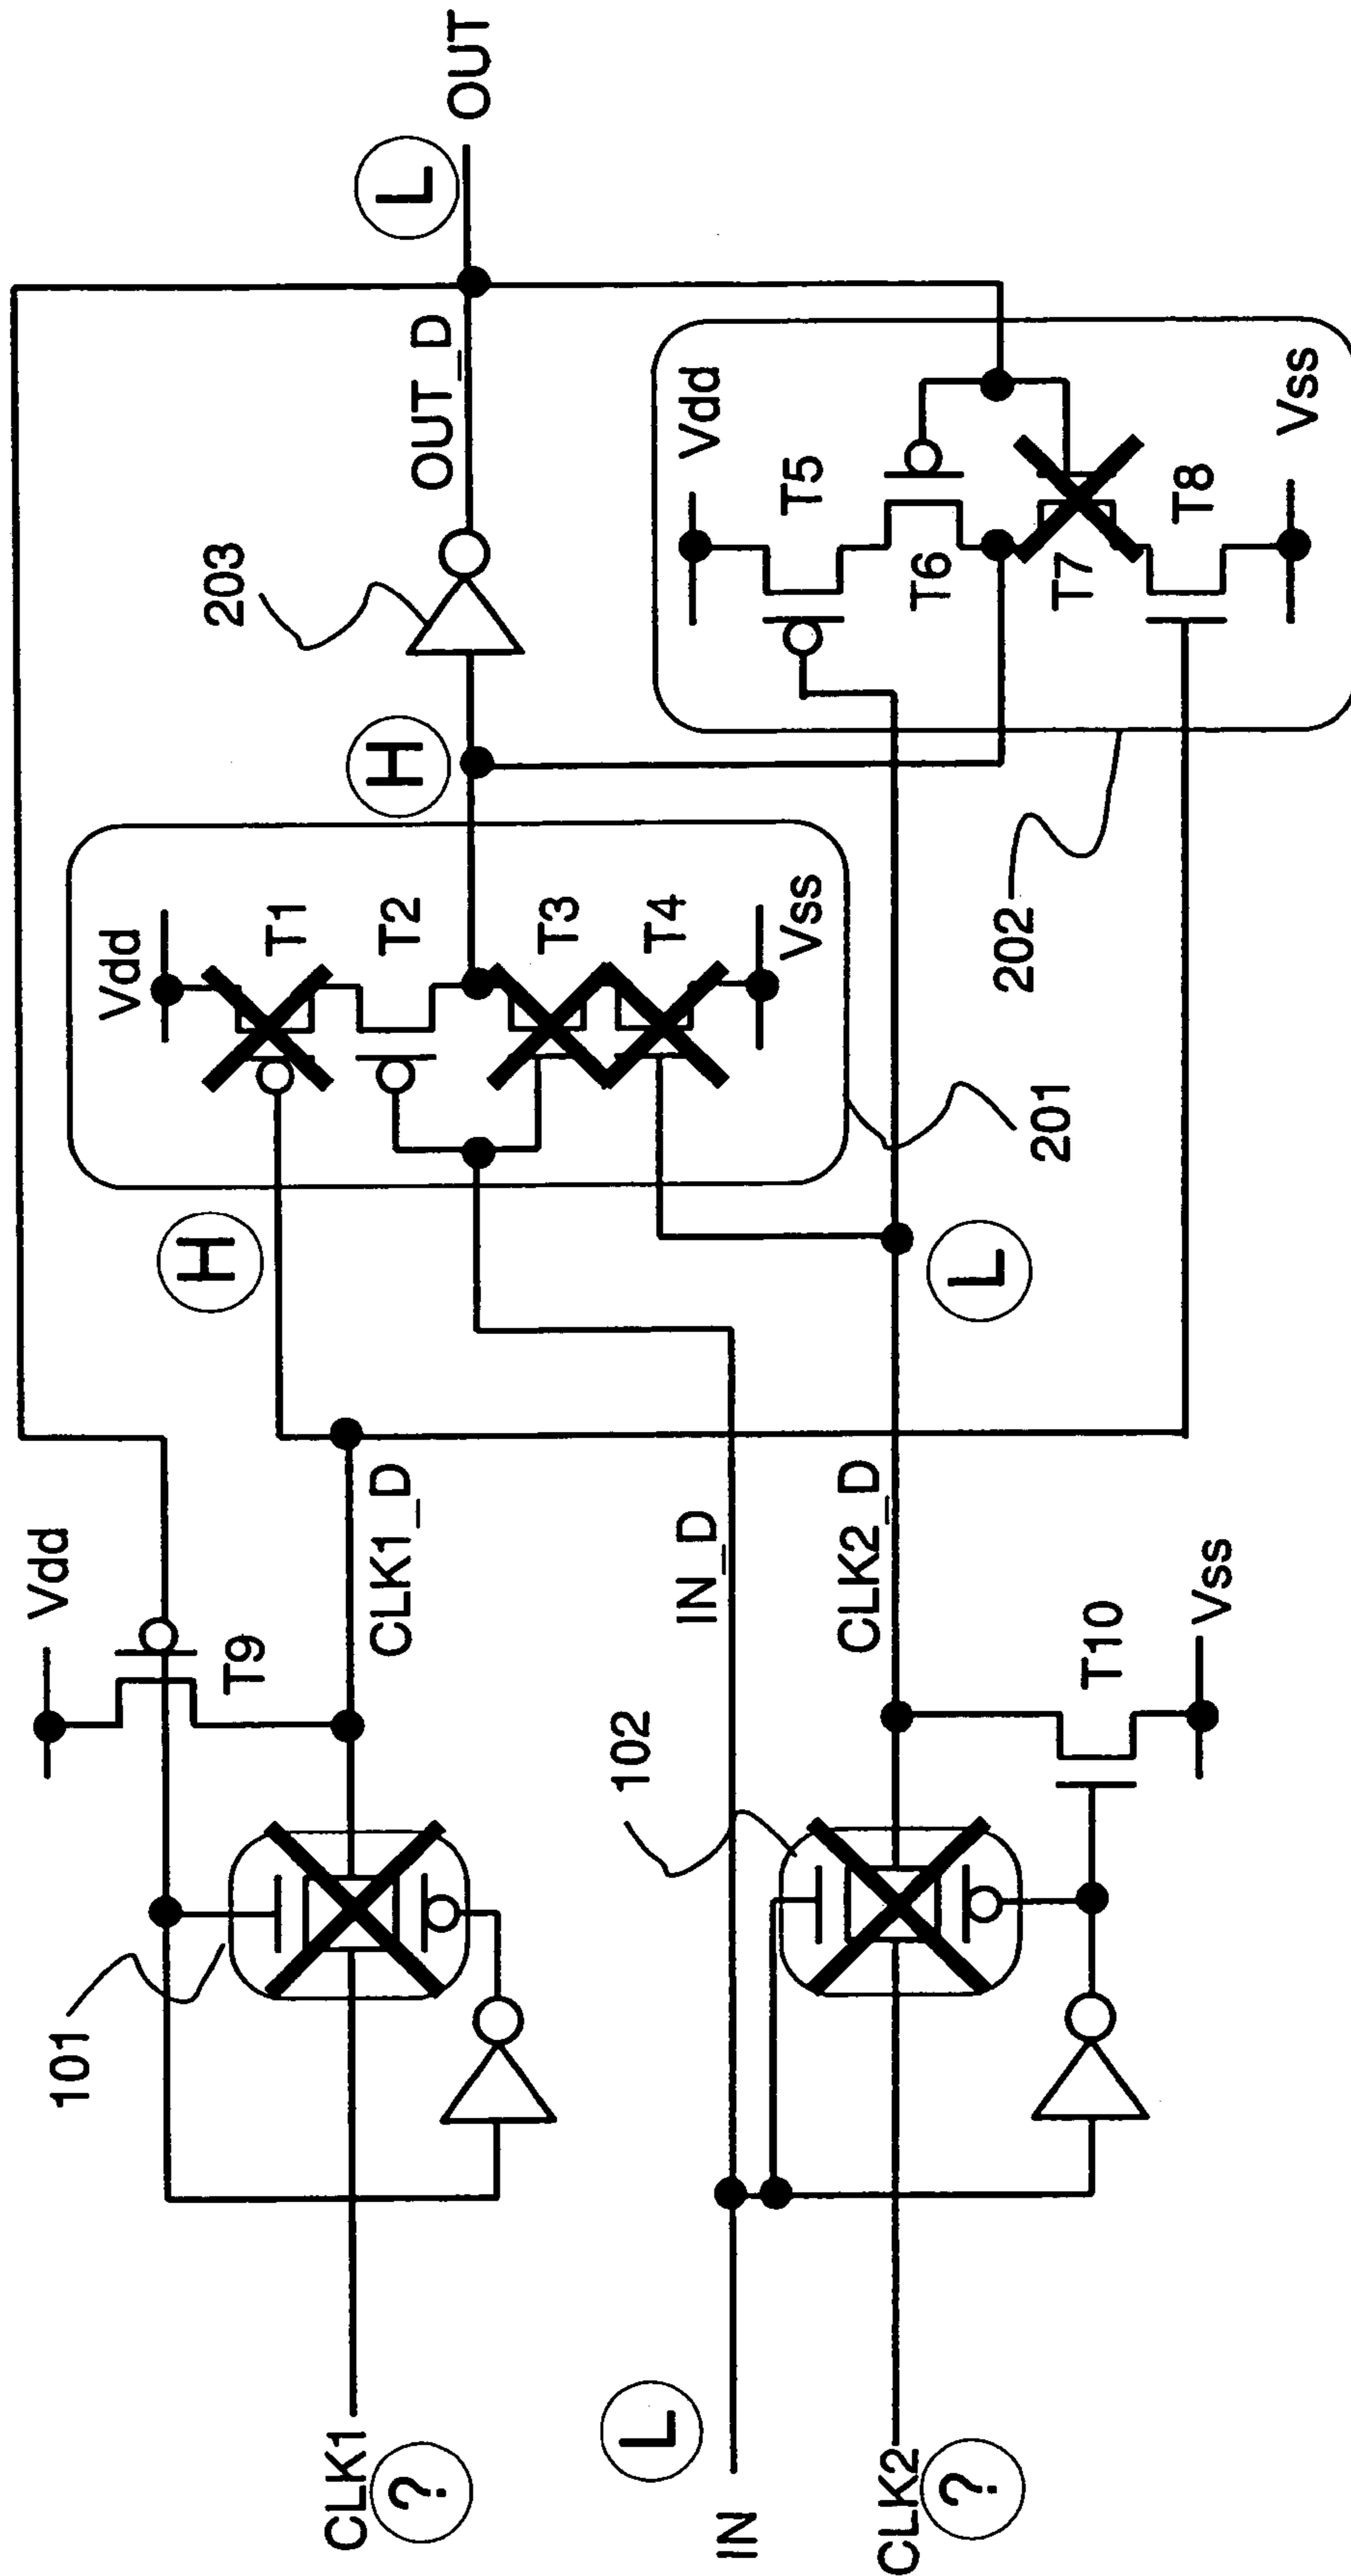 CLK1
?
IN
L
CLK2
?
101
102
Vdd
T9
CLK1_D
IN_D
CLK2_D
T10
Vss
H
L
Vdd
T1
T2
T3
T4
Vss
201
H
203
OUT_D
L
OUT
Vdd
T5
T6
T7
T8
Vss
202